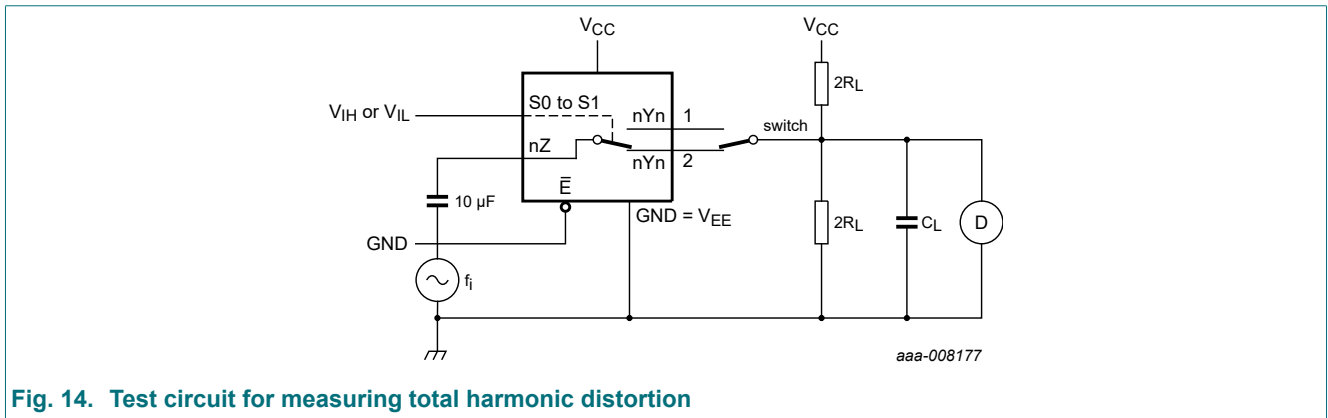 VCC
VCC
2RL
S0 to S1
nYn
1
VIH or VIL
switch
nZ
nYn
2
E̅
10 µF
GND = VEE
2RL
CL
D
GND
fi
aaa-008177
Fig. 14. Test circuit for measuring total harmonic distortion